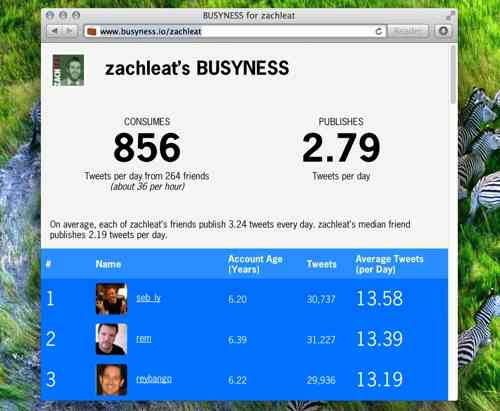 BUSYNESS for zachleat
www.busyness.io/zachleat
Reader
zachleat's BUSYNESS
CONSUMES
856
Tweets per day from 264 friends
(about 36 per hour)
PUBLISHES
2.79
Tweets per day
On average, each of zachleat's friends publish 3.24 tweets every day. zachleat's median friend
publishes 2.19 tweets per day.
# Name Account Age (Years) Tweets Average Tweets (per Day)
1 seb_ly 6.20 30,737 13.58
2 rem 6.39 31,227 13.39
3 reybango 6.22 29,936 13.19